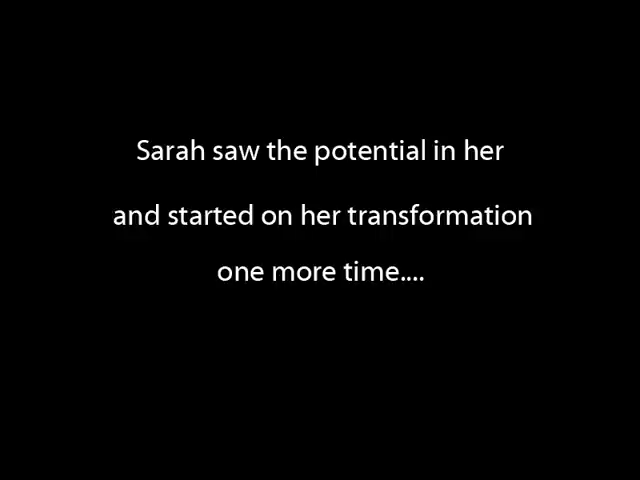 Sarah saw the potential in her
and started on her transformation
one more time....